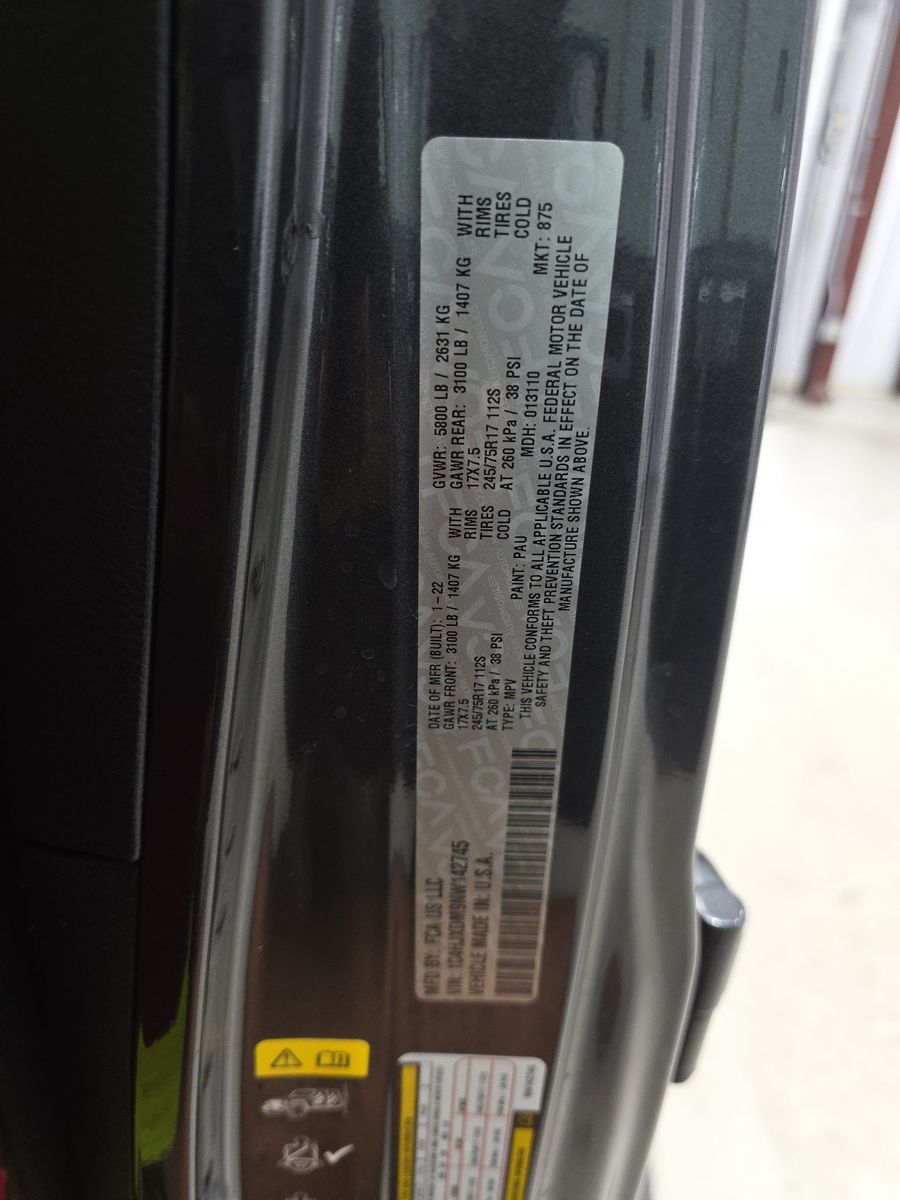 MFD BY: FCA US LLC
VIN: 1C4HJXDM9NW142745
VEHICLE MADE IN: U.S.A.
DATE OF MFR (BUILT): 1-22 GVWR: 5800 LB / 2631 KG
GAWR FRONT: 3100 LB / 1407 KG WITH GAWR REAR: 3100 LB / 1407 KG WITH
17X7.5 RIMS 17X7.5 RIMS
245/75R17 112S TIRES 245/75R17 112S TIRES
AT 260 kPa / 38 PSI COLD AT 260 kPa / 38 PSI COLD
TYPE: MPV PAINT: PAU MDH: 013110 MKT: 875
THIS VEHICLE CONFORMS TO ALL APPLICABLE U.S.A. FEDERAL MOTOR VEHICLE
SAFETY AND THEFT PREVENTION STANDARDS IN EFFECT ON THE DATE OF
MANUFACTURE SHOWN ABOVE.